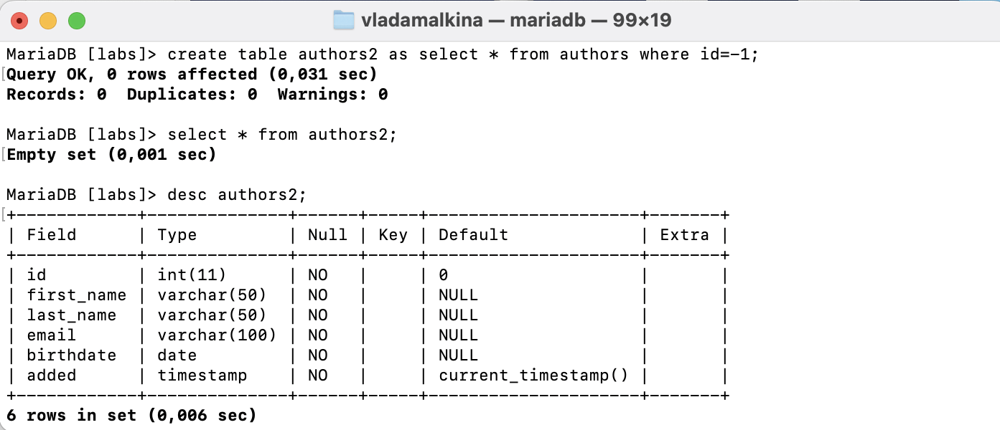 vladamalkina — mariadb — 99×19
MariaDB [labs]> create table authors2 as select * from authors where id=-1;
Query OK, 0 rows affected (0,031 sec)
Records: 0  Duplicates: 0  Warnings: 0
MariaDB [labs]> select * from authors2;
Empty set (0,001 sec)
MariaDB [labs]> desc authors2;
+------------+--------------+------+-----+---------------------+-------+
| Field      | Type         | Null | Key | Default             | Extra |
+------------+--------------+------+-----+---------------------+-------+
| id         | int(11)      | NO   |     | 0                   |       |
| first_name | varchar(50)  | NO   |     | NULL                |       |
| last_name  | varchar(50)  | NO   |     | NULL                |       |
| email      | varchar(100) | NO   |     | NULL                |       |
| birthdate  | date         | NO   |     | NULL                |       |
| added      | timestamp    | NO   |     | current_timestamp() |       |
+------------+--------------+------+-----+---------------------+-------+
6 rows in set (0,006 sec)